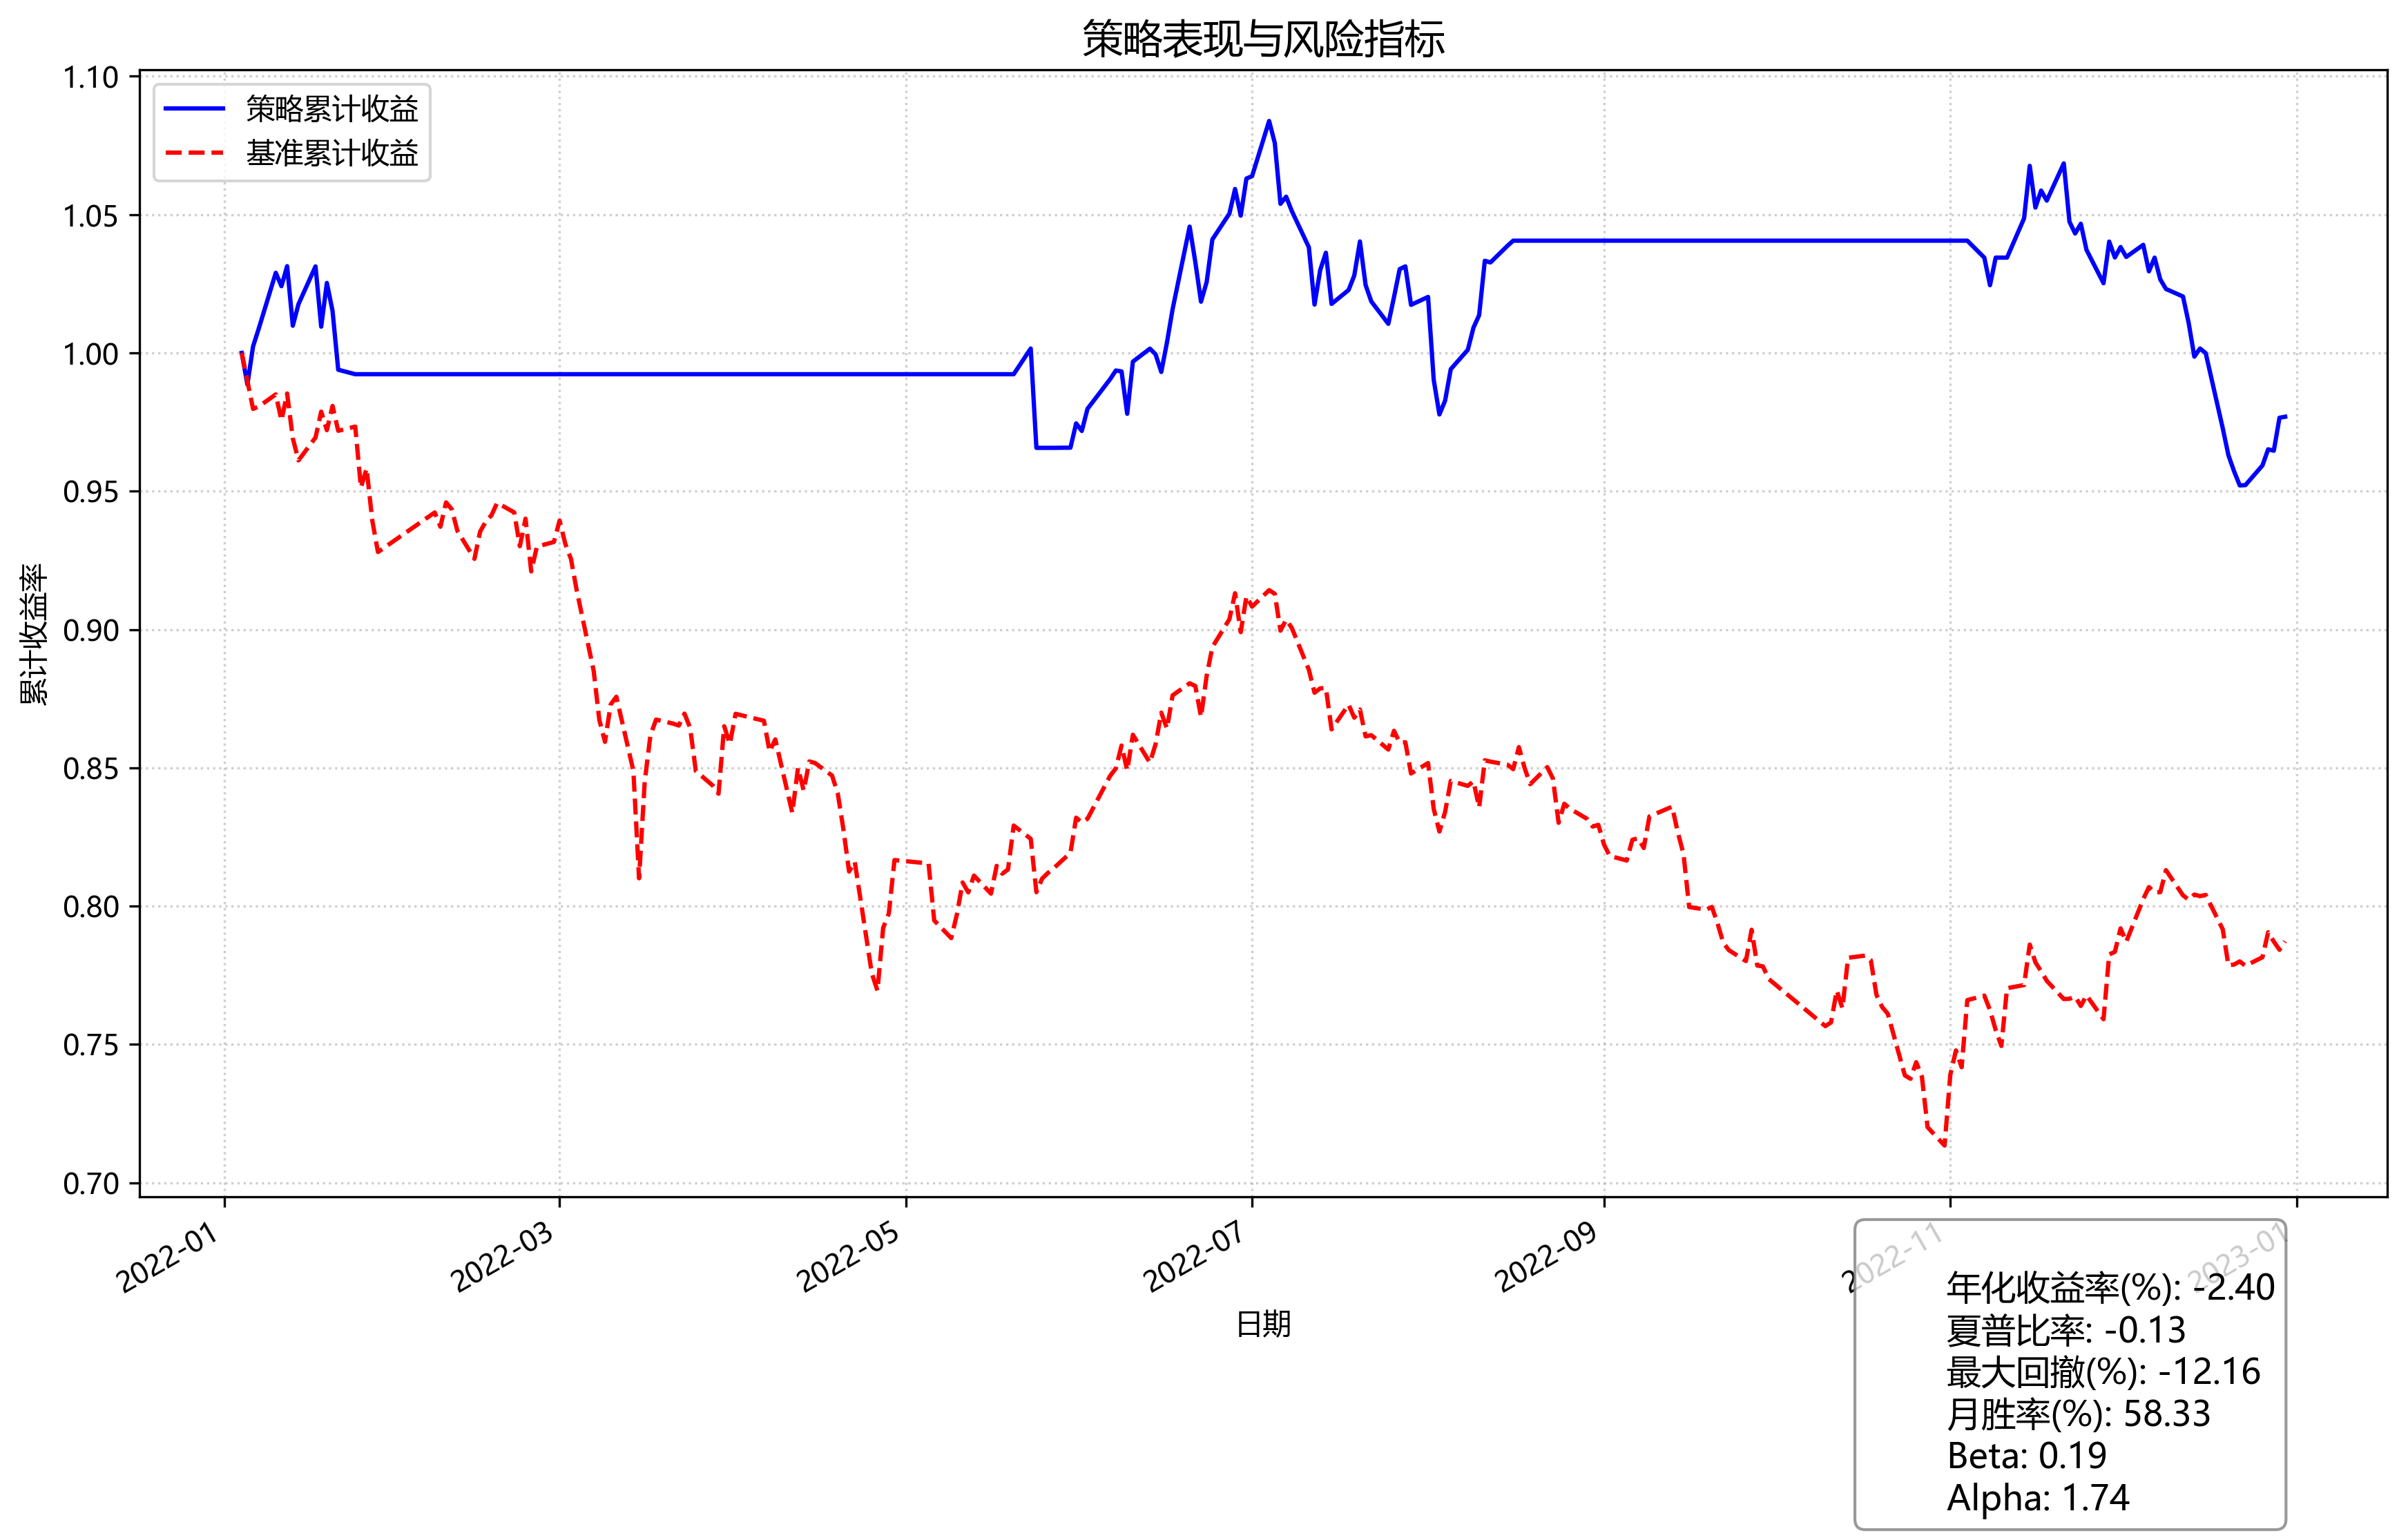 策略表现与风险指标
策略累计收益
基准累计收益
累计收益率
1.10
1.05
1.00
0.95
0.90
0.85
0.80
0.75
0.70
2022-01
2022-03
2022-05
2022-07
2022-09
2022-11
2023-01
日期
年化收益率(%): -2.40
夏普比率: -0.13
最大回撤(%): -12.16
月胜率(%): 58.33
Beta: 0.19
Alpha: 1.74